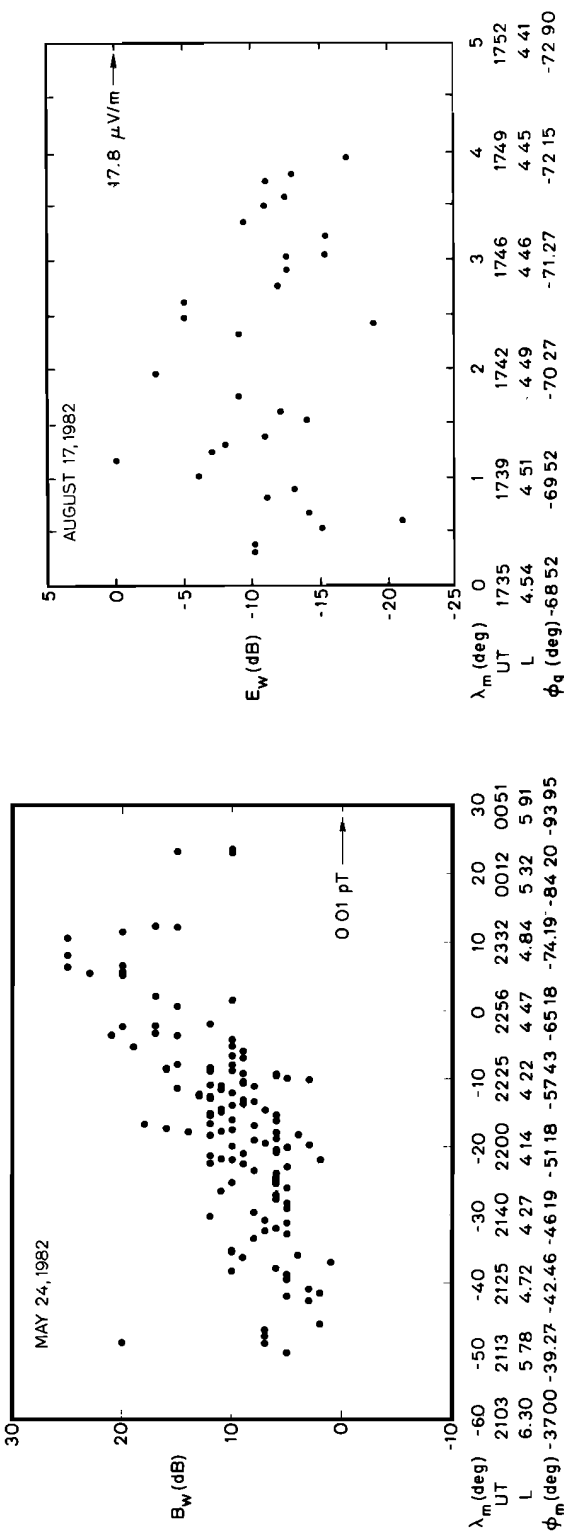 MAY 24, 1982
30
20
10
0
-10
B_w (dB)
0 01 pT
λ_m (deg) -60 -50 -40 -30 -20 -10 0 10 20 30
UT 2103 2113 2125 2140 2200 2225 2256 2332 0012 0051
L 6.30 5 78 4.72 4 27 4 14 4 22 4 47 4.84 5 32 5 91
ϕ_m (deg) -3700 -39.27 -42.46 -4619 -51 18 -57 43 -65 18 -74.19 -84 20 -93 95
AUGUST 17, 1982
5
0
-5
-10
-15
-20
-25
E_w (dB)
17.8 μV/m
λ_m (deg) 0 1 2 3 4 5
UT 1735 1739 1742 1746 1749 1752
L 4.54 4 51 4 49 4 46 4 45 4 41
ϕ_q (deg) -68 52 -69 52 -70 27 -71.27 -72 15 -72 90